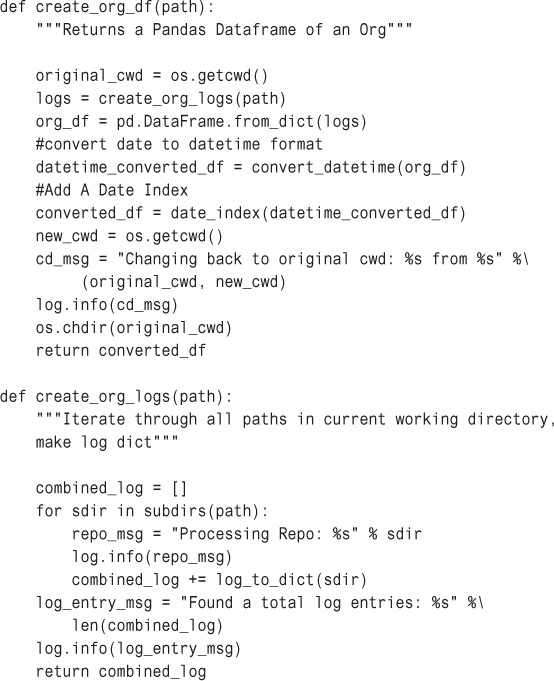 def create_org_df(path):
    """Returns a Pandas Dataframe of an Org"""

    original_cwd = os.getcwd()
    logs = create_org_logs(path)
    org_df = pd.DataFrame.from_dict(logs)
    #convert date to datetime format
    datetime_converted_df = convert_datetime(org_df)
    #Add A Date Index
    converted_df = date_index(datetime_converted_df)
    new_cwd = os.getcwd()
    cd_msg = "Changing back to original cwd: %s from %s" %\
         (original_cwd, new_cwd)
    log.info(cd_msg)
    os.chdir(original_cwd)
    return converted_df

def create_org_logs(path):
    """Iterate through all paths in current working directory,
    make log dict"""

    combined_log = []
    for sdir in subdirs(path):
        repo_msg = "Processing Repo: %s" % sdir
        log.info(repo_msg)
        combined_log += log_to_dict(sdir)
    log_entry_msg = "Found a total log entries: %s" %\
        len(combined_log)
    log.info(log_entry_msg)
    return combined_log